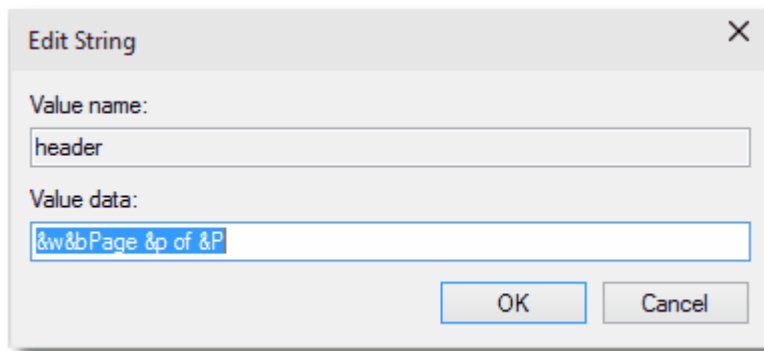 Edit String
Value name:
header
Value data:
&w&bPage &p of &P
OK
Cancel